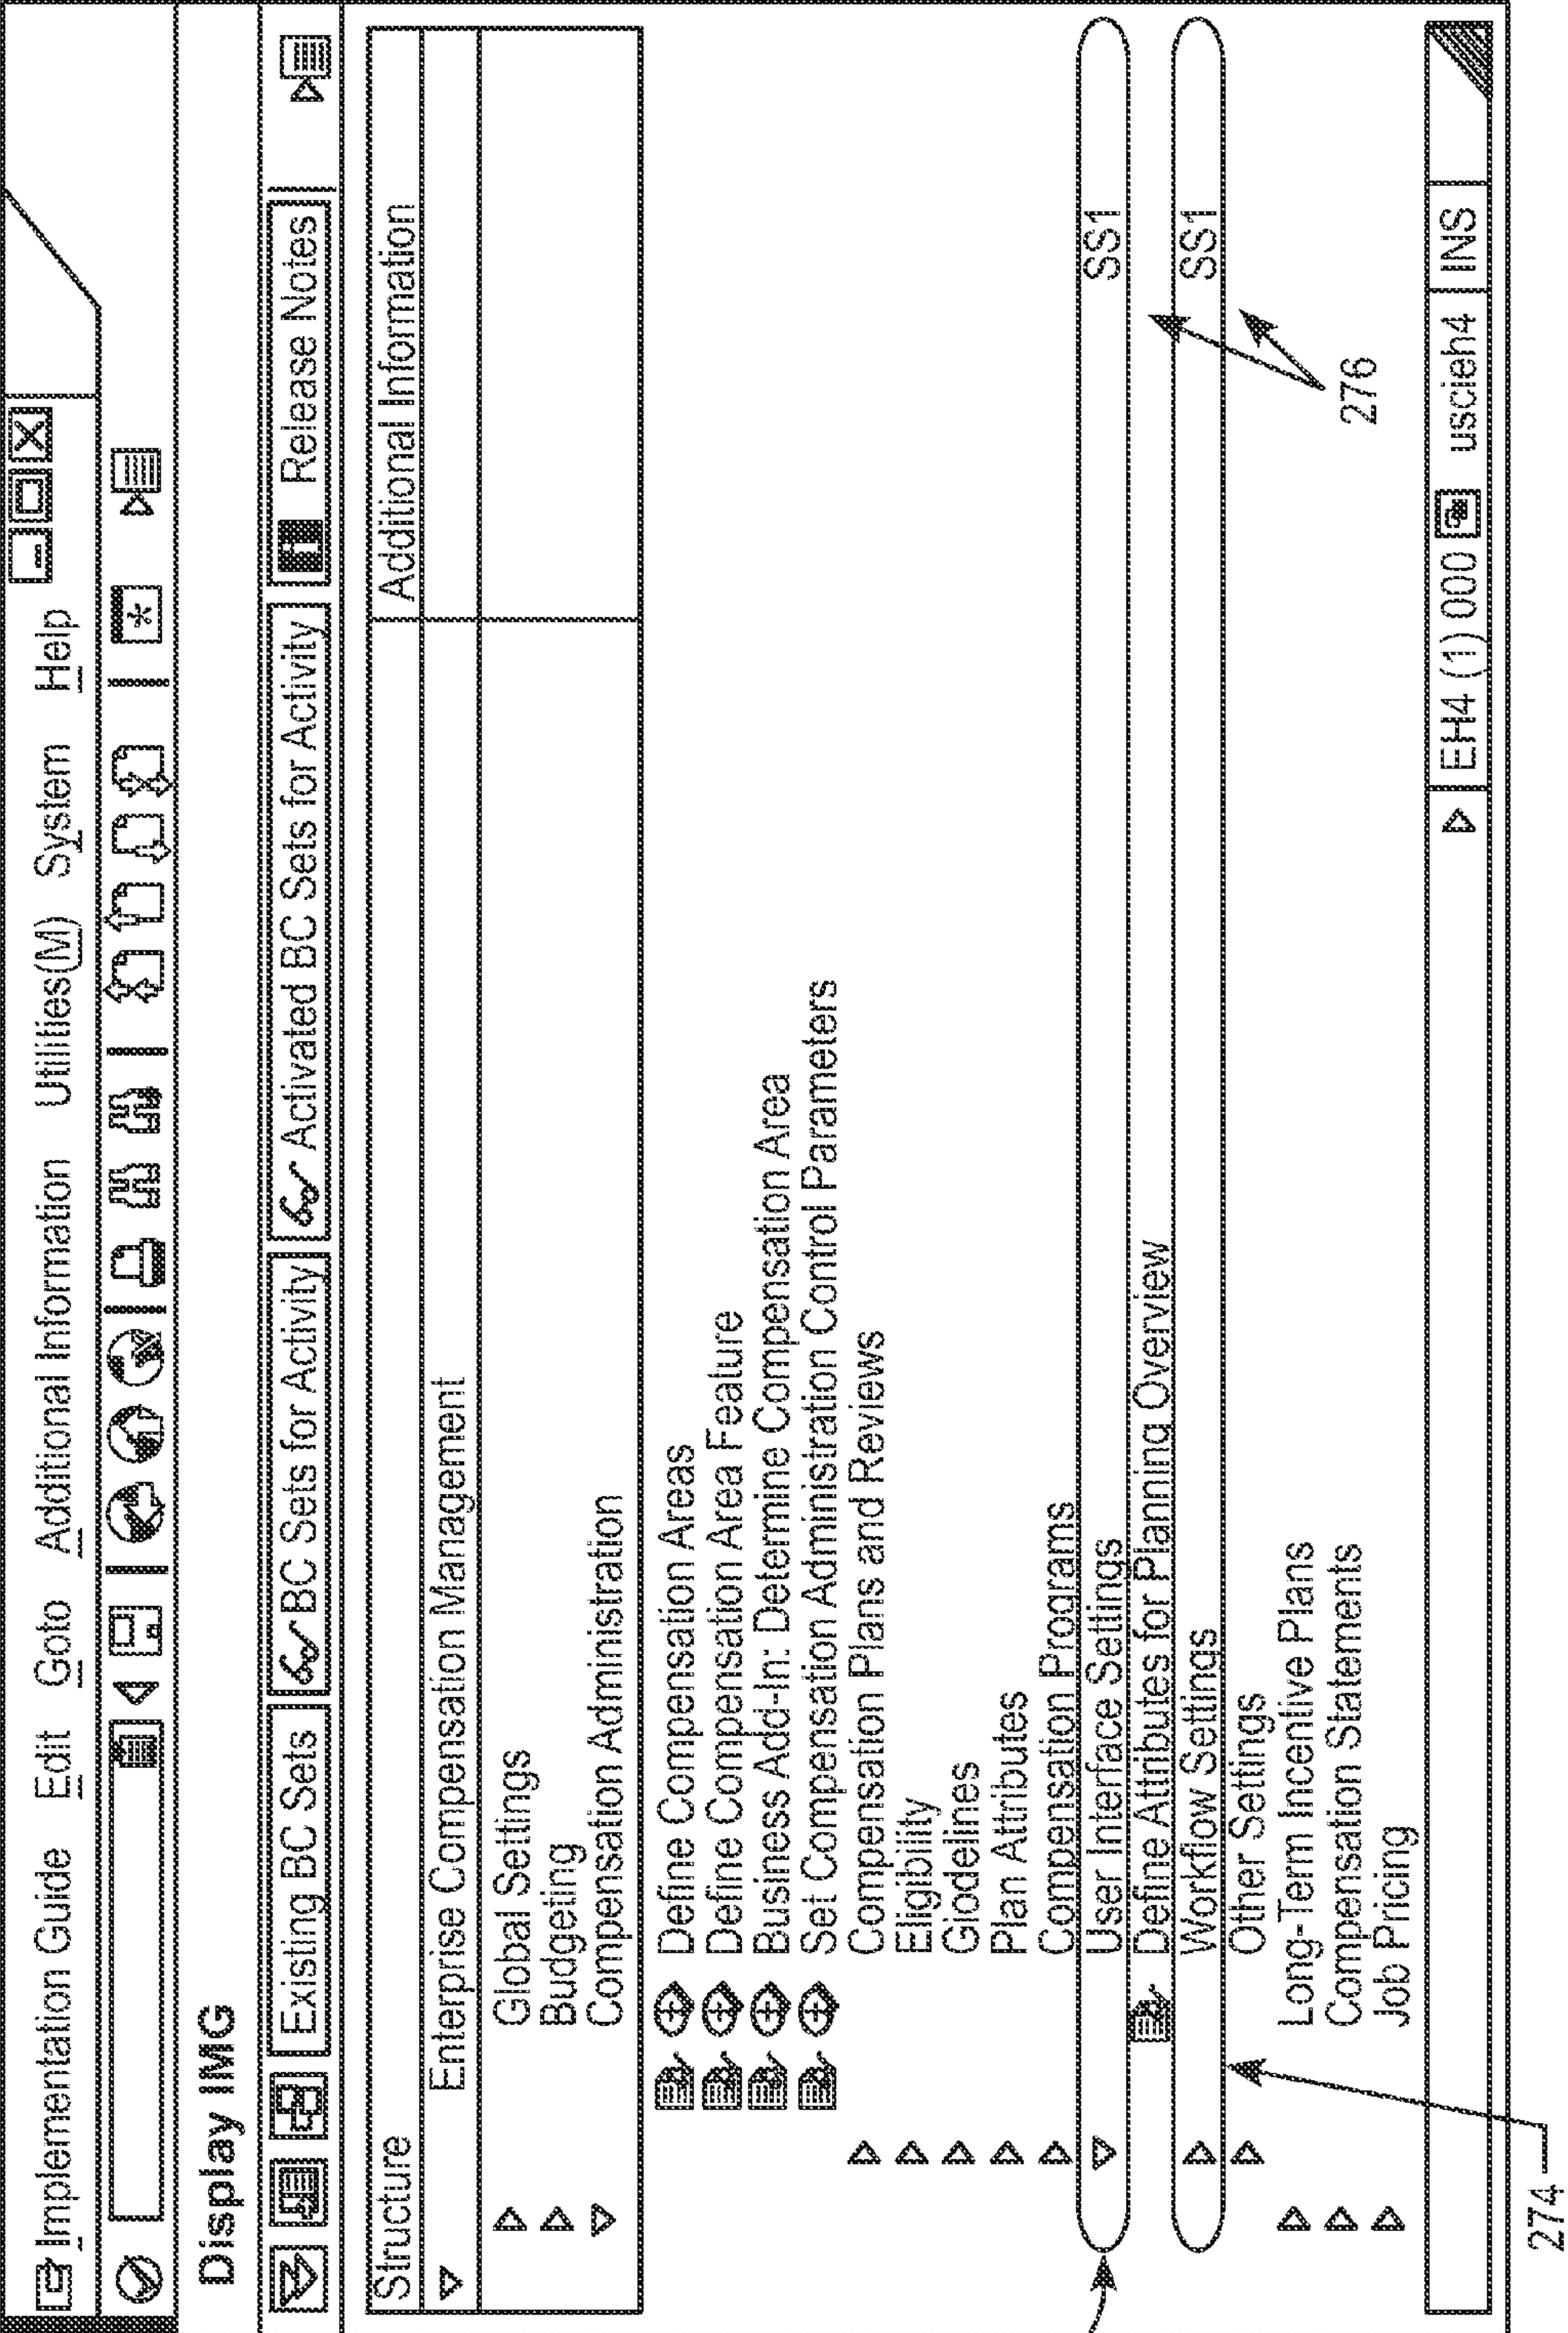 Implementation Guide Edit Goto Additional Information Utilities(M) System Help
Display IMG
Existing BC Sets BC Sets for Activity Activated BC Sets for Activity Release Notes
Structure Additional Information
Enterprise Compensation Management
Global Settings
Budgeting
Compensation Administration
Define Compensation Areas
Define Compensation Area Feature
Business Add-In: Determine Compensation Area
Set Compensation Administration Control Parameters
Compensation Plans and Reviews
Eligibility
Giodelines
Plan Attributes
Compensation Programs
User Interface Settings SS1
Define Attributes for Planning Overview
Workflow Settings SS1
Other Settings
Long-Term Incentive Plans
Compensation Statements
Job Pricing
276
EH4 (1) 000 uscieh4 INS
274